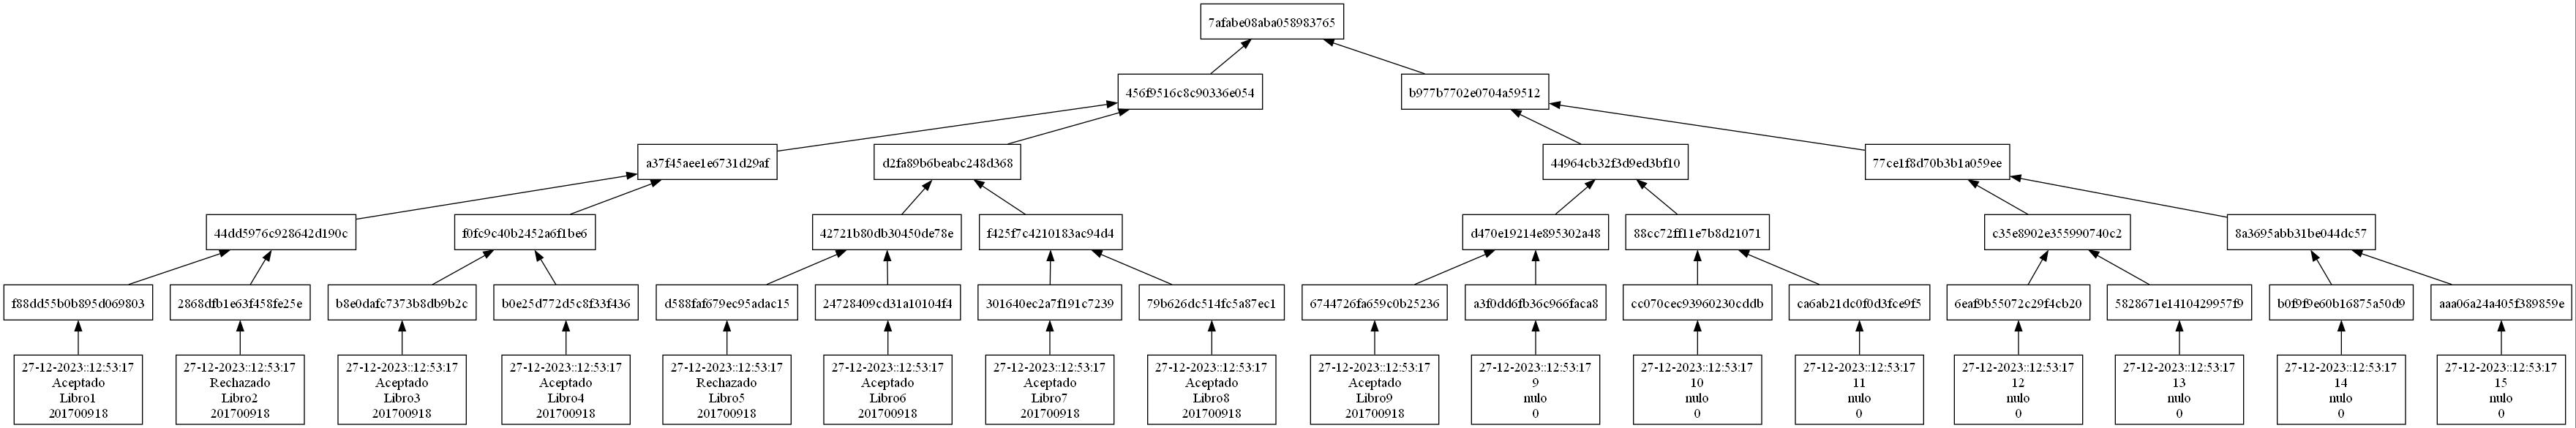 7afabe08aba058983765
456f9516c8c90336e054
b977b7702e0704a59512
a37f45aee1e6731d29af
d2fa89b6beabc248d368
44964cb32f3d9ed3bf10
77ce1f8d70b3b1a059ee
44dd5976c928642d190c
f0fc9c40b2452a6f1be6
42721b80db30450de78e
f425f7c4210183ac94d4
d470e19214e895302a48
88cc72ff11e7b8d21071
c35e8902e355990740c2
8a3695abb31be044dc57
f88dd55b0b895d069803
2868dfb1e63f458fe25e
b8e0dafc7373b8db9b2c
b0e25d772d5c8f33f436
d588faf679ec95adac15
24728409cd31a10104f4
301640ec2a7f191c7239
79b626dc514fc5a87ec1
6744726fa659c0b25236
a3f0dd6fb36c966faca8
cc070cec93960230cddb
ca6ab21dc0f0d3fce9f5
6eaf9b55072c29f4cb20
5828671e1410429957f9
b0f9f9e60b16875a50d9
aaa06a24a405f389859e
27-12-2023::12:53:17
Aceptado
Libro1
201700918
27-12-2023::12:53:17
Rechazado
Libro2
201700918
27-12-2023::12:53:17
Aceptado
Libro3
201700918
27-12-2023::12:53:17
Aceptado
Libro4
201700918
27-12-2023::12:53:17
Rechazado
Libro5
201700918
27-12-2023::12:53:17
Aceptado
Libro6
201700918
27-12-2023::12:53:17
Aceptado
Libro7
201700918
27-12-2023::12:53:17
Aceptado
Libro8
201700918
27-12-2023::12:53:17
Aceptado
Libro9
201700918
27-12-2023::12:53:17
9
nulo
0
27-12-2023::12:53:17
10
nulo
0
27-12-2023::12:53:17
11
nulo
0
27-12-2023::12:53:17
12
nulo
0
27-12-2023::12:53:17
13
nulo
0
27-12-2023::12:53:17
14
nulo
0
27-12-2023::12:53:17
15
nulo
0